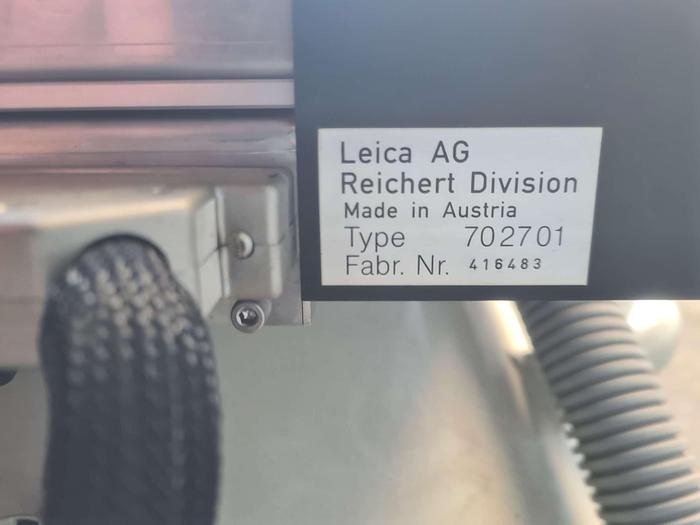 Leica AG
Reichert Division
Made in Austria
Type 702701
Fabr. Nr. 416483